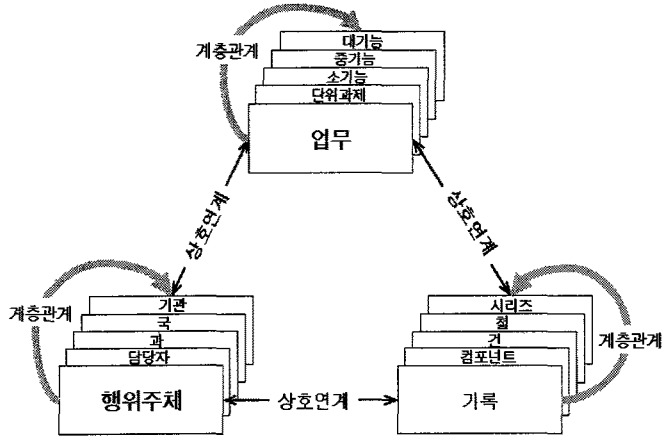 대기능
계층관계
중기능
소기능
단위과제
업무
상호연계
상호연계
기관
국
과
담당자
행위주체
계층관계
상호연계
시리즈
철
건
컴포넌트
기록
계층관계